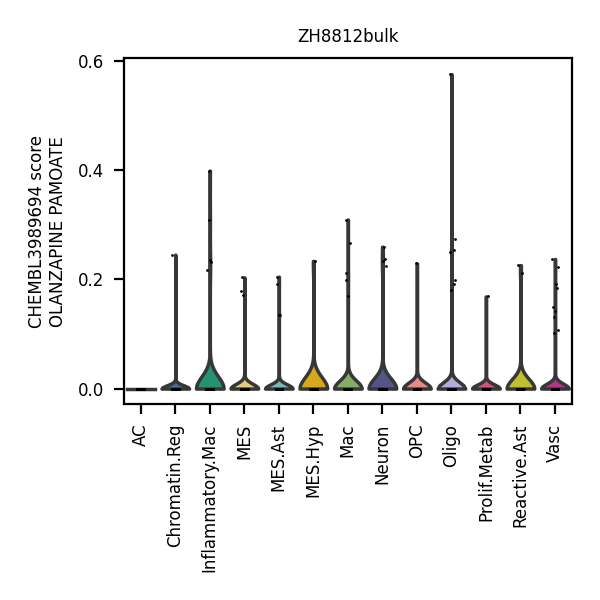 ZH8812bulk
CHEMBL3989694 score
OLANZAPINE PAMOATE
0.6
0.4
0.2
0.0
AC
Chromatin.Reg
Inflammatory.Mac
MES
MES.Ast
MES.Hyp
Mac
Neuron
OPC
Oligo
Prolif.Metab
Reactive.Ast
Vasc